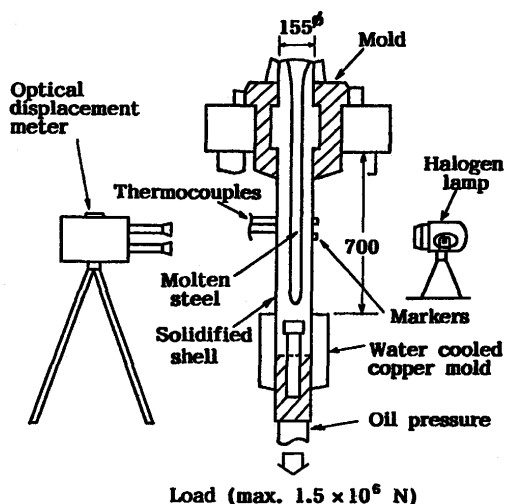 155ø
Mold
Optical
displacement
meter
Halogen
lamp
Thermocouples
700
Molten
steel
Markers
Solidified
shell
Water cooled
copper mold
Oil pressure
Load (max. 1.5 × 10⁶ N)